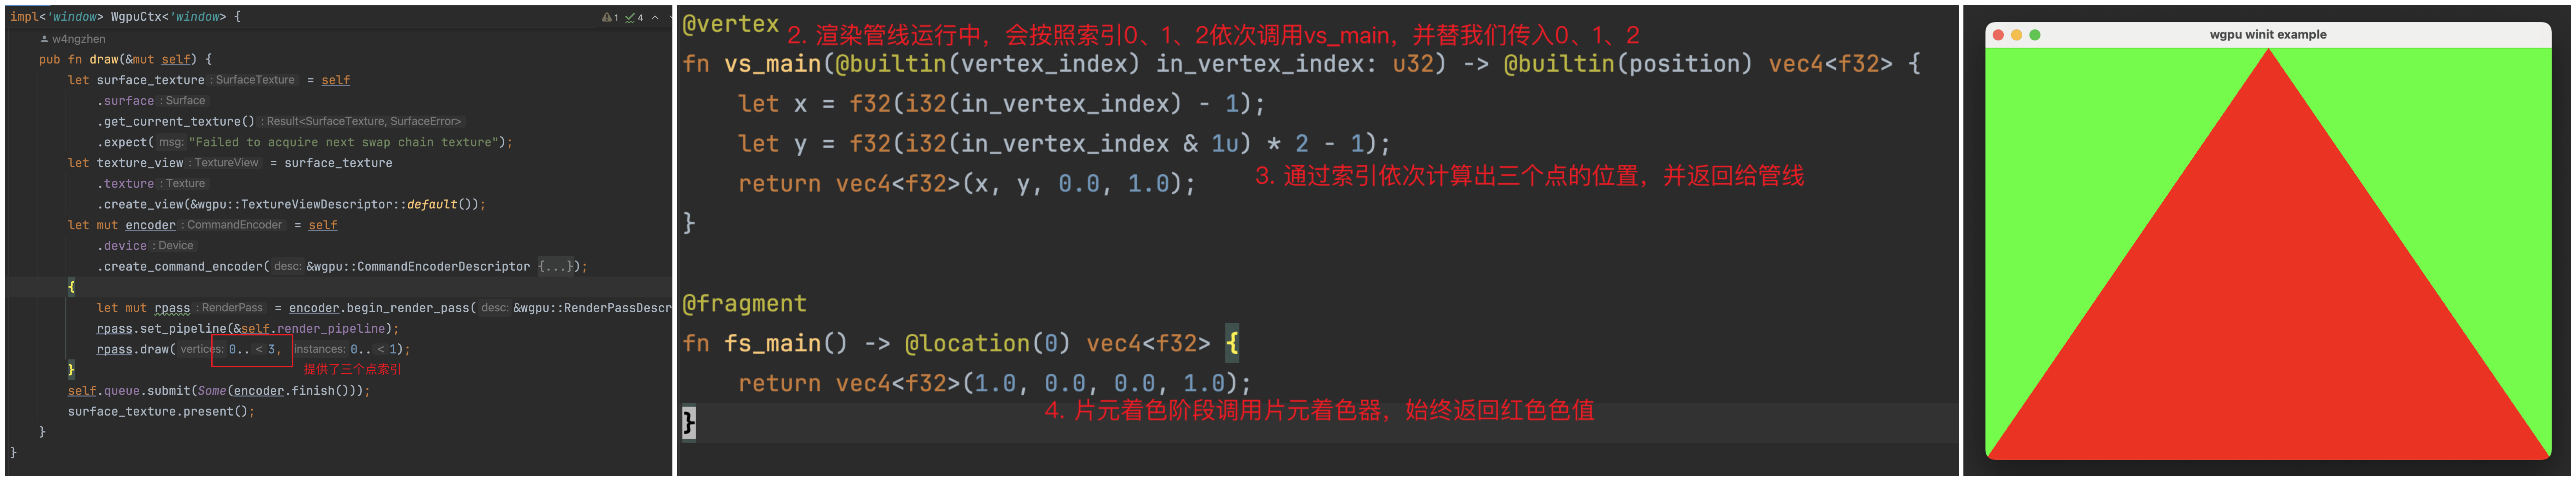 impl<'window> WgpuCtx<'window> {
1 4
w4ngzhen
pub fn draw(&mut self) {
let surface_texture : SurfaceTexture = self
.surface : Surface
.get_current_texture() : Result<SurfaceTexture, SurfaceError>
.expect( msg: "Failed to acquire next swap chain texture");
let texture_view : TextureView = surface_texture
.texture : Texture
.create_view(&wgpu::TextureViewDescriptor::default());
let mut encoder : CommandEncoder = self
.device : Device
.create_command_encoder( desc: &wgpu::CommandEncoderDescriptor {...});
{
let mut rpass : RenderPass = encoder.begin_render_pass( desc: &wgpu::RenderPassDescr
rpass.set_pipeline(&self.render_pipeline);
rpass.draw( vertices: 0.. < 3, instances: 0.. < 1);
}
提供了三个点索引
self.queue.submit(Some(encoder.finish()));
surface_texture.present();
}
}
@vertex
2. 渲染管线运行中，会按照索引0、1、2依次调用vs_main，并替我们传入0、1、2
fn vs_main(@builtin(vertex_index) in_vertex_index: u32) -> @builtin(position) vec4<f32> {
let x = f32(i32(in_vertex_index) - 1);
let y = f32(i32(in_vertex_index & 1u) * 2 - 1);
return vec4<f32>(x, y, 0.0, 1.0);
3. 通过索引依次计算出三个点的位置，并返回给管线
}
@fragment
fn fs_main() -> @location(0) vec4<f32> {
return vec4<f32>(1.0, 0.0, 0.0, 1.0);
4. 片元着色阶段调用片元着色器，始终返回红色色值
}
wgpu winit example